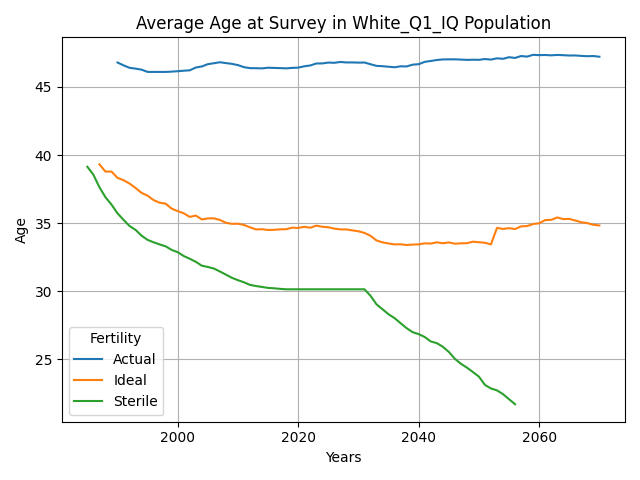 Average Age at Survey in White_Q1_IQ Population
Age
45
40
35
30
25
Fertility
Actual
Ideal
Sterile
2000 2020 2040 2060
Years